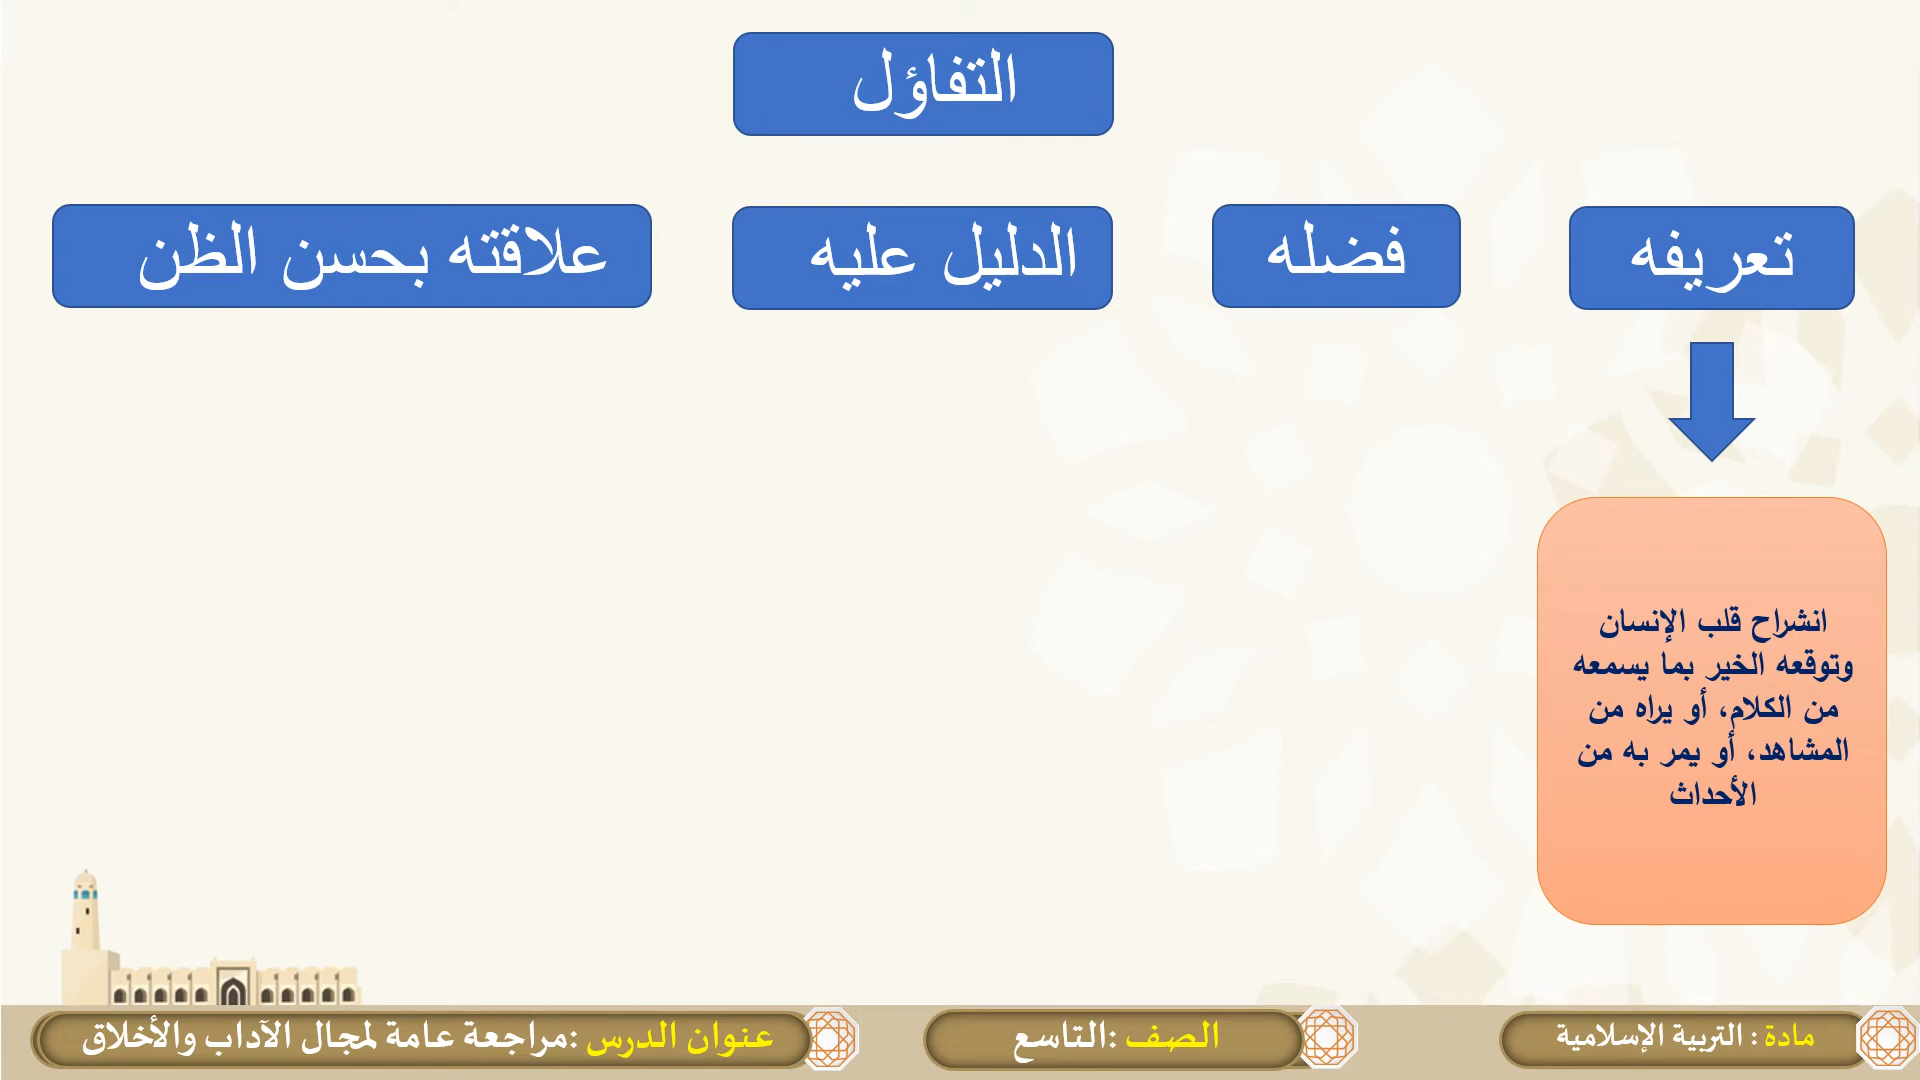 التفاؤل
تعريفه
فضله
الدليل عليه
علاقته بحسن الظن
انشراح قلب الإنسان
وتوقعه الخير بما يسمعه
من الكلام، أو يراه من
المشاهد، أو يمر به من
الأحداث
مادة : التربية الإسلامية
الصف :التاسع
عنوان الدرس :مراجعة عامة لمجال الآداب والأخلاق